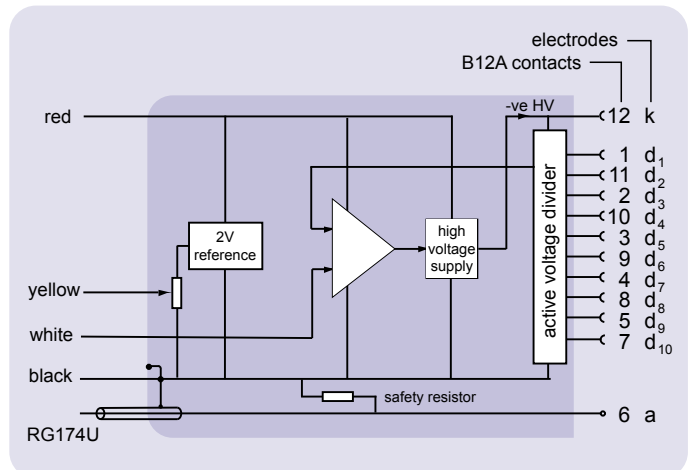 electrodes
B12A contacts
-ve HV
red
12 k
1 d1
11 d2
2 d3
10 d4
3 d5
9 d6
4 d7
8 d8
5 d9
7 d10
active voltage divider
2V
reference
high
voltage
supply
yellow
white
black
safety resistor
6 a
RG174U